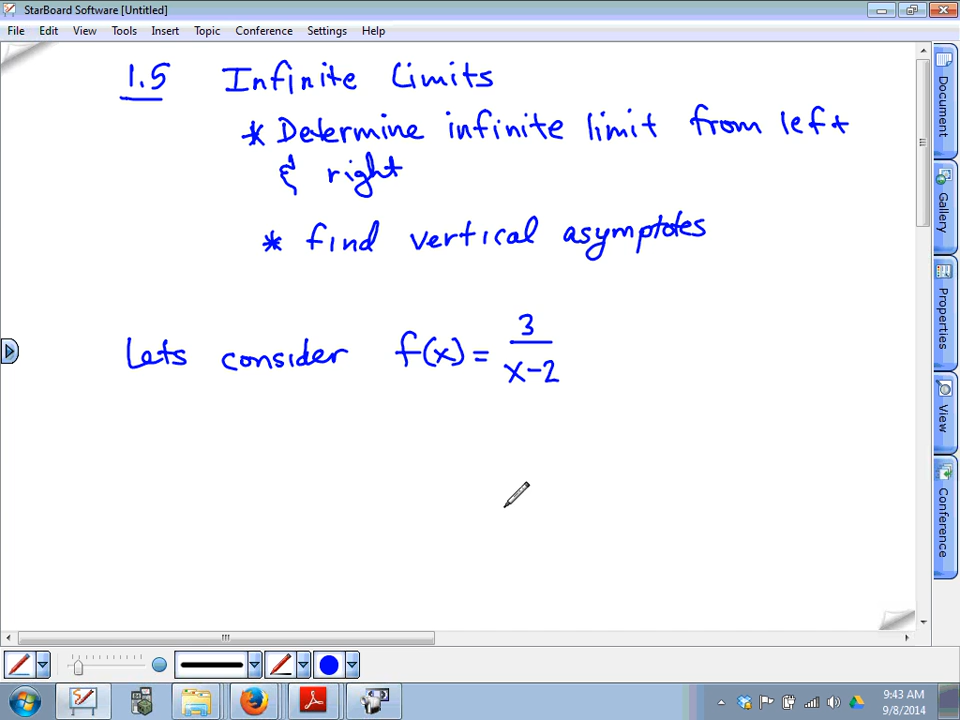 StarBoard Software [Untitled]
File Edit View Tools Insert Topic Conference Settings Help
1.5 Infinite Limits
* Determine infinite limit from left
& right
* find vertical asymptotes
Lets consider f(x) = 3/(x-2)
Document
Gallery
Properties
View
Conference
9:43 AM
9/8/2014